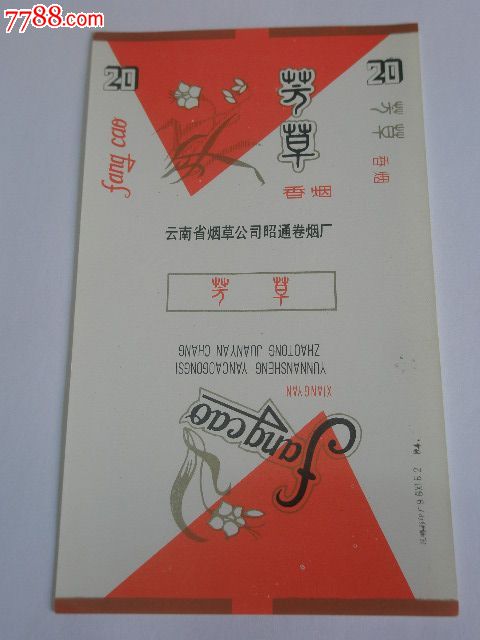 7788.com
20
fang cao
芳草
香烟
20
芳草
香烟
云南省烟草公司昭通卷烟厂
芳草
YUNNANSHENG YANCAOGONGSI
ZHAOTONG JUANYAN CHANG
XIANGYAN
Fangcao